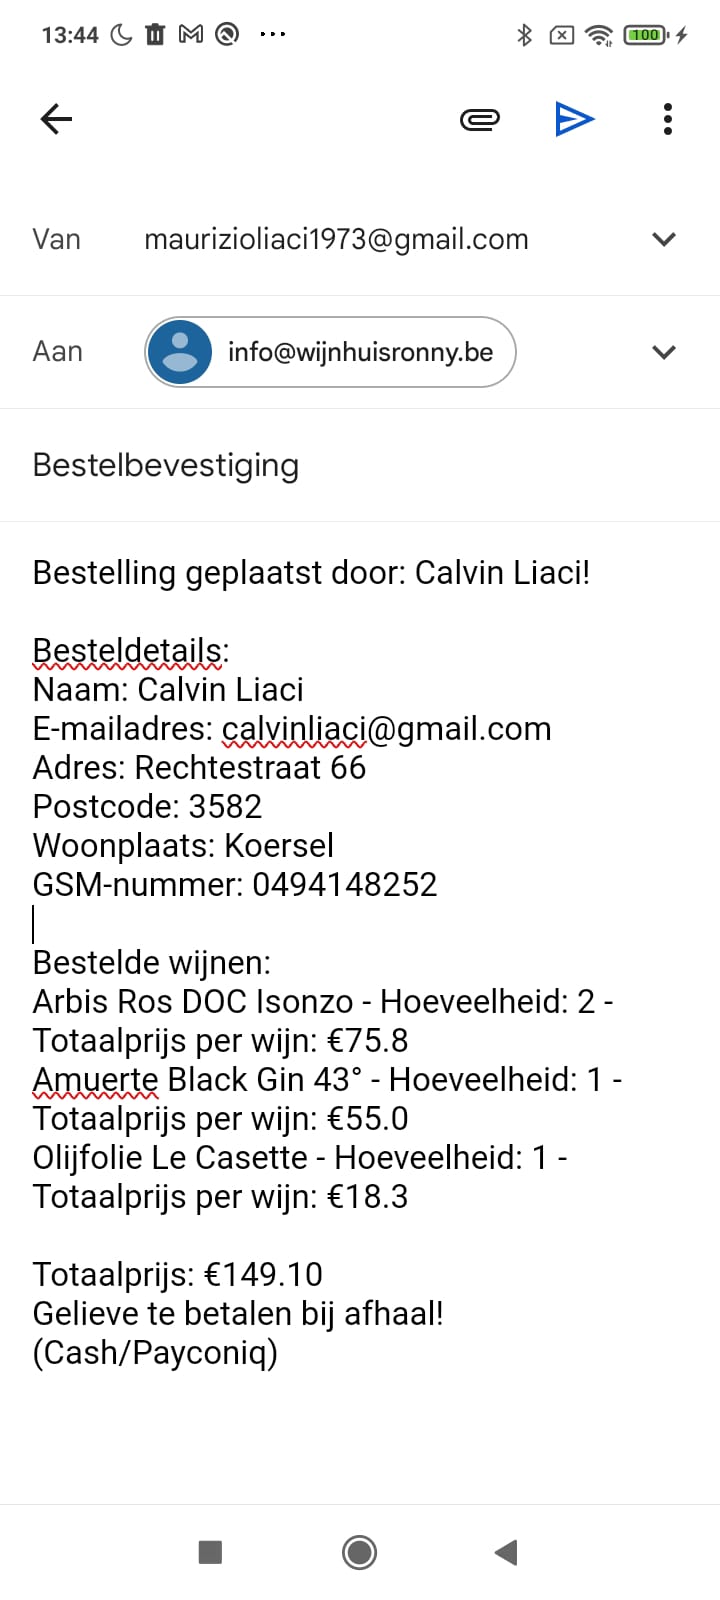 13:44
100
Van maurizioliaci1973@gmail.com
Aan info@wijnhuisronny.be
Bestelbevestiging
Bestelling geplaatst door: Calvin Liaci!
Besteldetails:
Naam: Calvin Liaci
E-mailadres: calvinliaci@gmail.com
Adres: Rechtestraat 66
Postcode: 3582
Woonplaats: Koersel
GSM-nummer: 0494148252
Bestelde wijnen:
Arbis Ros DOC Isonzo - Hoeveelheid: 2 -
Totaalprijs per wijn: €75.8
Amuerte Black Gin 43° - Hoeveelheid: 1 -
Totaalprijs per wijn: €55.0
Olijfolie Le Casette - Hoeveelheid: 1 -
Totaalprijs per wijn: €18.3
Totaalprijs: €149.10
Gelieve te betalen bij afhaal!
(Cash/Payconiq)